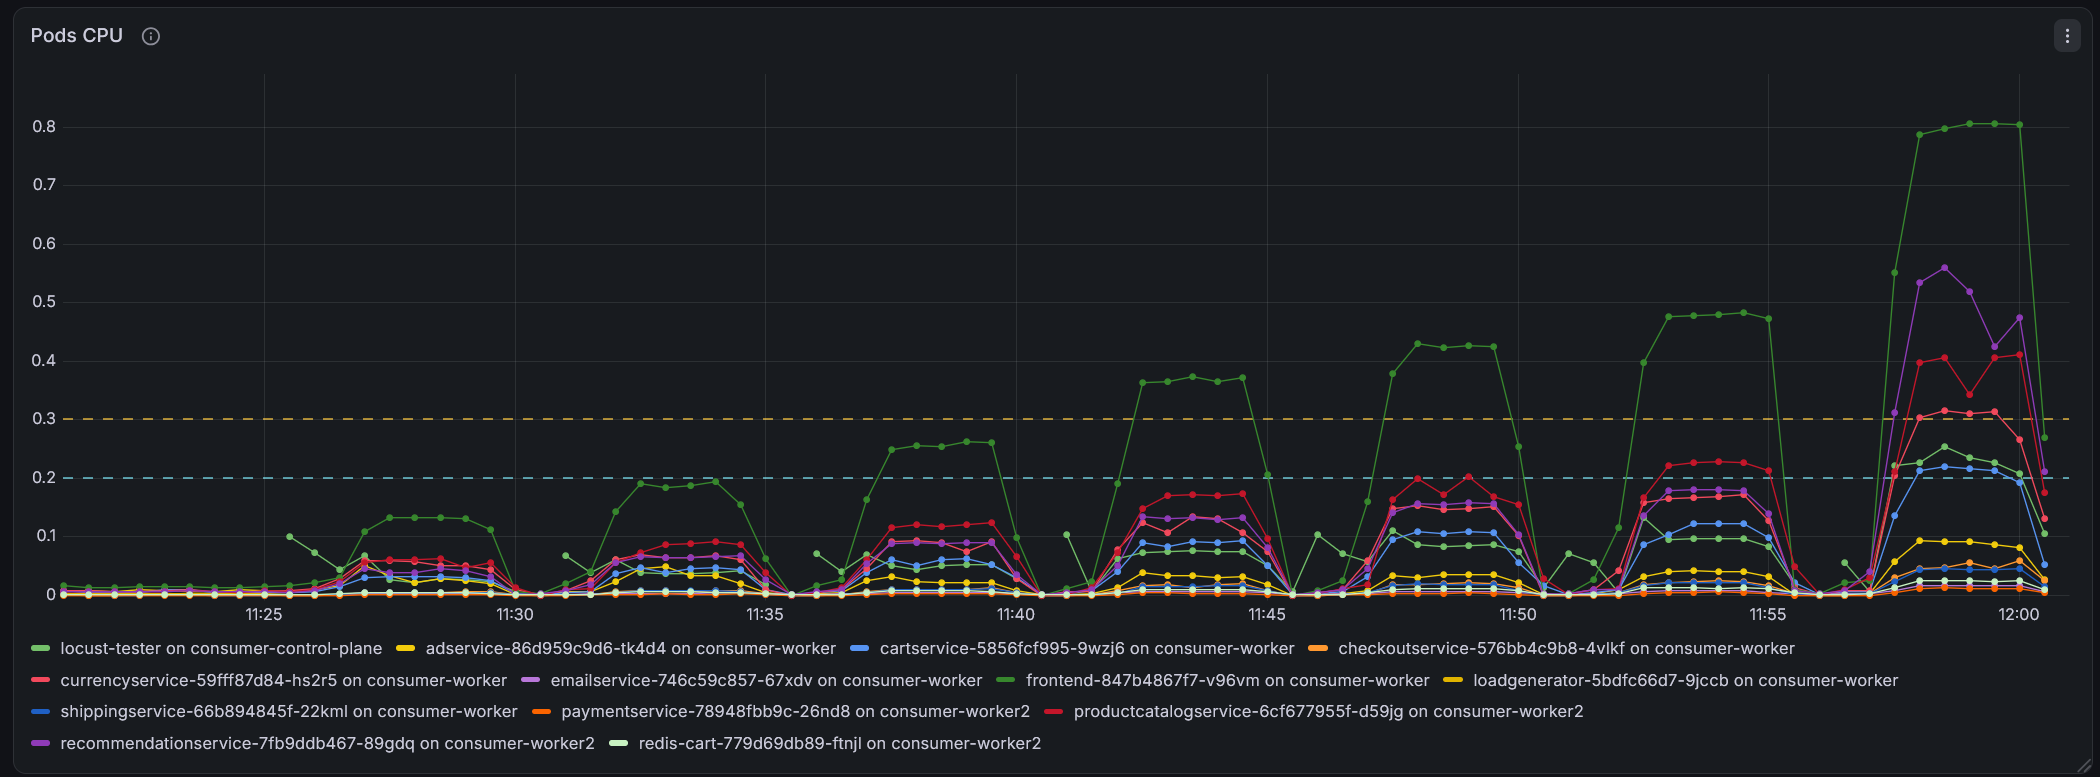 Pods CPU
0.8
0.7
0.6
0.5
0.4
0.3
0.2
0.1
0
11:25 11:30 11:35 11:40 11:45 11:50 11:55 12:00
locust-tester on consumer-control-plane adservice-86d959c9d6-tk4d4 on consumer-worker cartservice-5856fcf995-9wzj6 on consumer-worker checkoutservice-576bb4c9b8-4vlkf on consumer-worker
currencyservice-59fff87d84-hs2r5 on consumer-worker emailservice-746c59c857-67xdv on consumer-worker frontend-847b4867f7-v96vm on consumer-worker loadgenerator-5bdfc66d7-9jccb on consumer-worker
shippingservice-66b894845f-22kml on consumer-worker paymentservice-78948fbb9c-26nd8 on consumer-worker2 productcatalogservice-6cf677955f-d59jg on consumer-worker2
recommendationservice-7fb9ddb467-89gdq on consumer-worker2 redis-cart-779d69db89-ftnjl on consumer-worker2